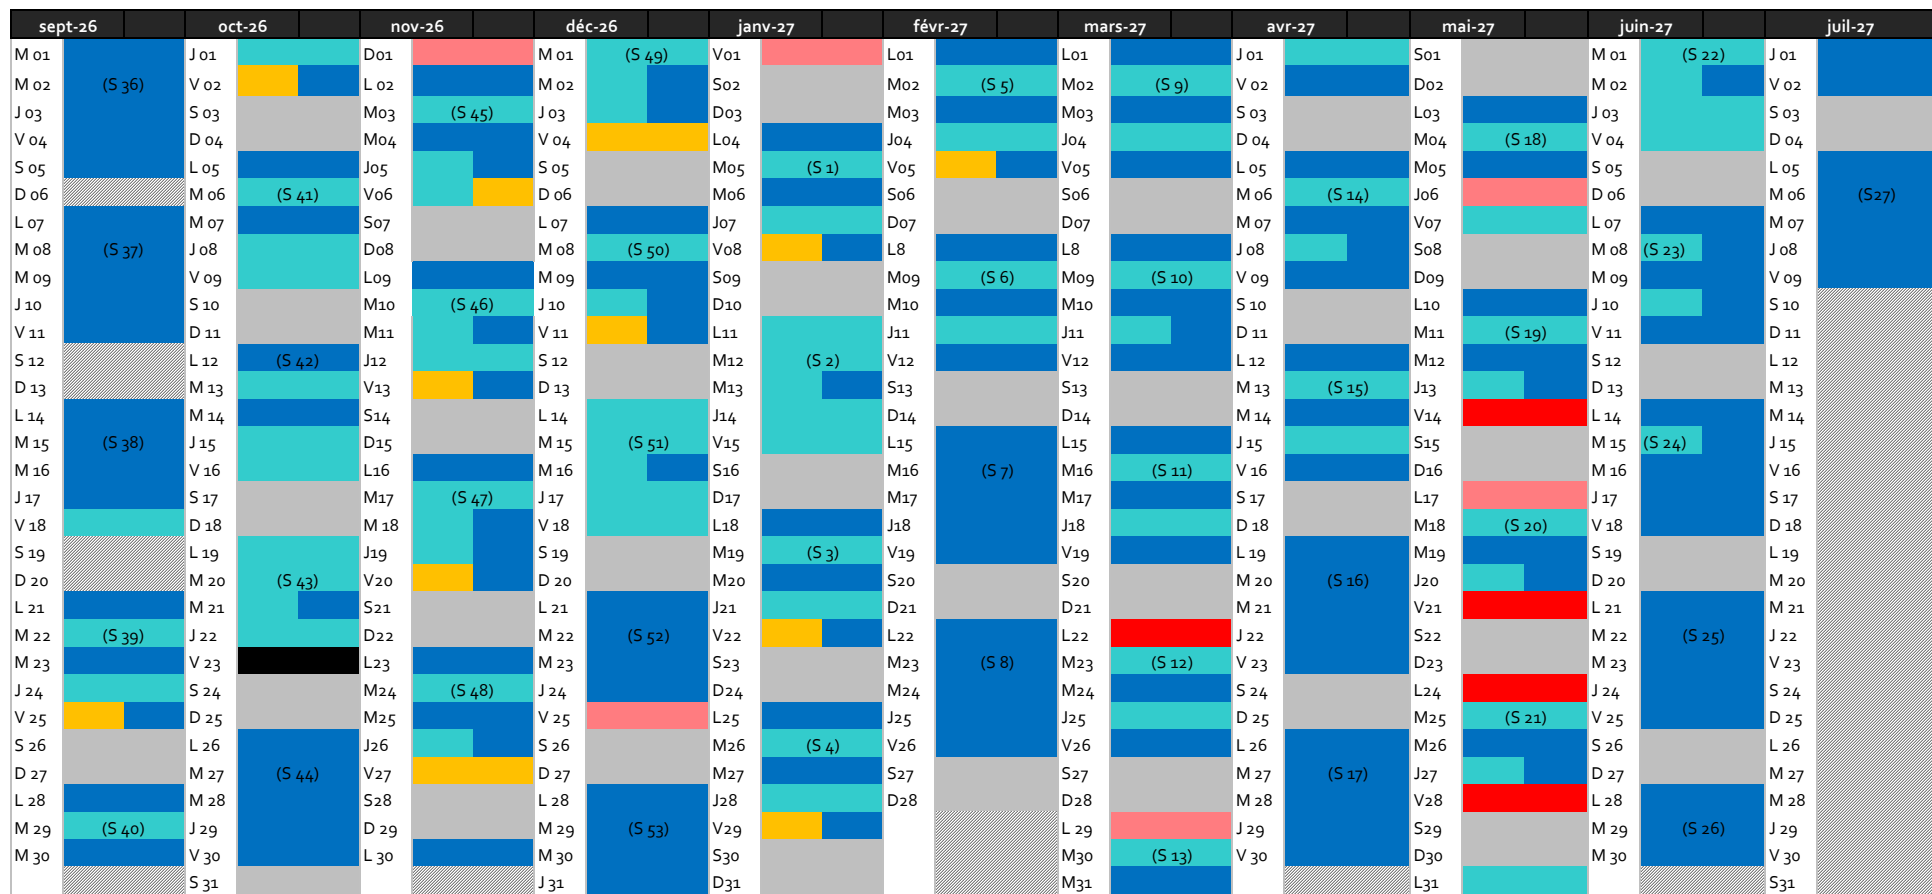 sept-26 oct-26 nov-26 déc-26 janv-27 févr-27 mars-27 avr-27 mai-27 juin-27 juil-27
M 01 J 01 D01 M 01 (S 49) V01 L01 L01 J 01 S01 M 01 (S 22) J 01
M 02 (S 36) V 02 L 02 M 02 S02 M02 (S 5) M02 (S 9) V 02 D02 M 02 V 02
J 03 S 03 M03 (S 45) J 03 D03 M03 M03 S 03 L03 J 03 S 03
V 04 D 04 M04 V 04 L04 J04 J04 D 04 M04 (S 18) V 04 D 04
S 05 L 05 J05 S 05 M05 (S 1) V05 V05 L 05 M05 S 05 L 05
D 06 M 06 (S 41) V06 D 06 M06 S06 S06 M 06 (S 14) J06 D 06 M 06 (S27)
L 07 M 07 S07 L 07 J07 D07 D07 M 07 V07 L 07 M 07
M 08 (S 37) J 08 D08 M 08 (S 50) V08 L8 L8 J 08 S08 M 08 (S 23) J 08
M 09 V 09 L09 M 09 S09 M09 (S 6) M09 (S 10) V 09 D09 M 09 V 09
J 10 S 10 M10 (S 46) J 10 D10 M10 M10 S 10 L10 J 10 S 10
V 11 D 11 M11 V 11 L11 J11 J11 D 11 M11 (S 19) V 11 D 11
S 12 L 12 (S 42) J12 S 12 M12 (S 2) V12 V12 L 12 M12 S 12 L 12
D 13 M 13 V13 D 13 M13 S13 S13 M 13 (S 15) J13 D 13 M 13
L 14 M 14 S14 L 14 J14 D14 D14 M 14 V14 L 14 M 14
M 15 (S 38) J 15 D15 M 15 (S 51) V15 L15 L15 J 15 S15 M 15 (S 24) J 15
M 16 V 16 L16 M 16 S16 M16 (S 7) M16 (S 11) V 16 D16 M 16 V 16
J 17 S 17 M17 (S 47) J 17 D17 M17 M17 S 17 L17 J 17 S 17
V 18 D 18 M 18 V 18 L18 J18 J18 D 18 M18 (S 20) V 18 D 18
S 19 L 19 J19 S 19 M19 (S 3) V19 V19 L 19 M19 S 19 L 19
D 20 M 20 (S 43) V20 D 20 M20 S20 S20 M 20 (S 16) J20 D 20 M 20
L 21 M 21 S21 L 21 J21 D21 D21 M 21 V21 L 21 M 21
M 22 (S 39) J 22 D22 M 22 (S 52) V22 L22 L22 J 22 S22 M 22 (S 25) J 22
M 23 V 23 L23 M 23 S23 M23 (S 8) M23 (S 12) V 23 D23 M 23 V 23
J 24 S 24 M24 (S 48) J 24 D24 M24 M24 S 24 L24 J 24 S 24
V 25 D 25 M25 V 25 L25 J25 J25 D 25 M25 (S 21) V 25 D 25
S 26 L 26 J26 S 26 M26 (S 4) V26 V26 L 26 M26 S 26 L 26
D 27 M 27 (S 44) V27 D 27 M27 S27 S27 M 27 (S 17) J27 D 27 M 27
L 28 M 28 S28 L 28 J28 D28 D28 M 28 V28 L 28 M 28
M 29 (S 40) J 29 D 29 M 29 (S 53) V29 L 29 J 29 S29 M 29 (S 26) J 29
M 30 V 30 L 30 M 30 S30 M30 (S 13) V 30 D30 M 30 V 30
S 31 J 31 D31 M31 L31 S31